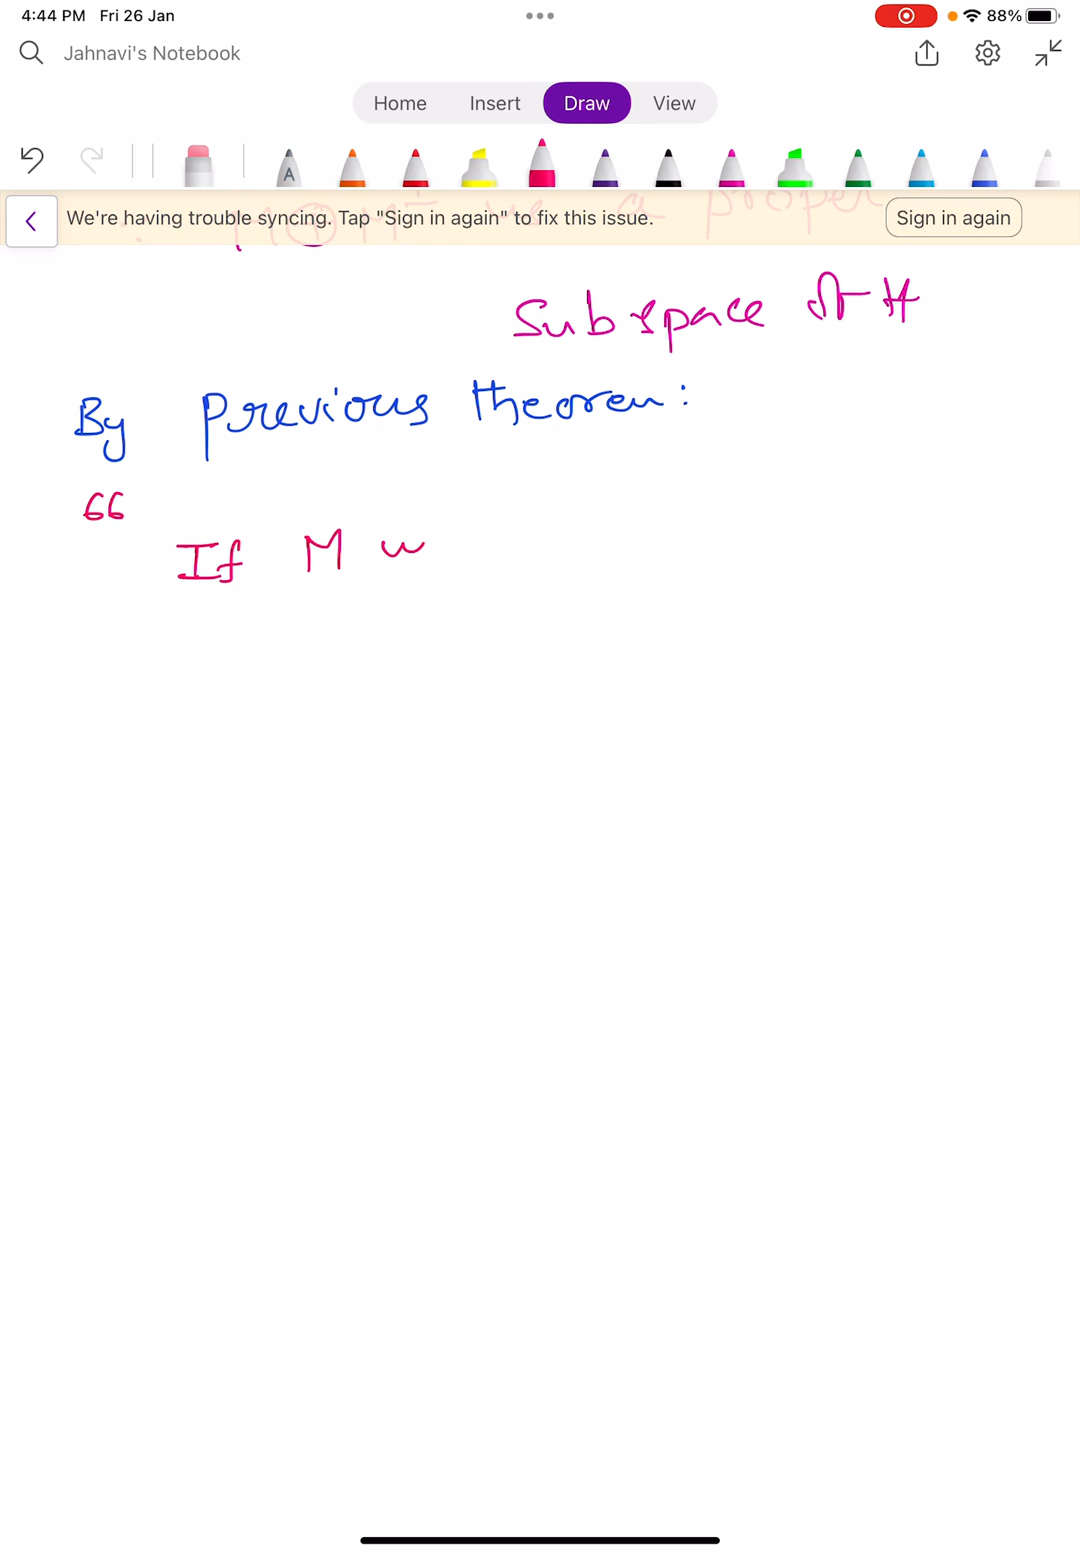 4:44 PM Fri 26 Jan
88%
Jahnavi's Notebook
Home Insert Draw View
A
We're having trouble syncing. Tap "Sign in again" to fix this issue. Sign in again
a proper
Subspace of H
By Previous theorem:
"
If M w